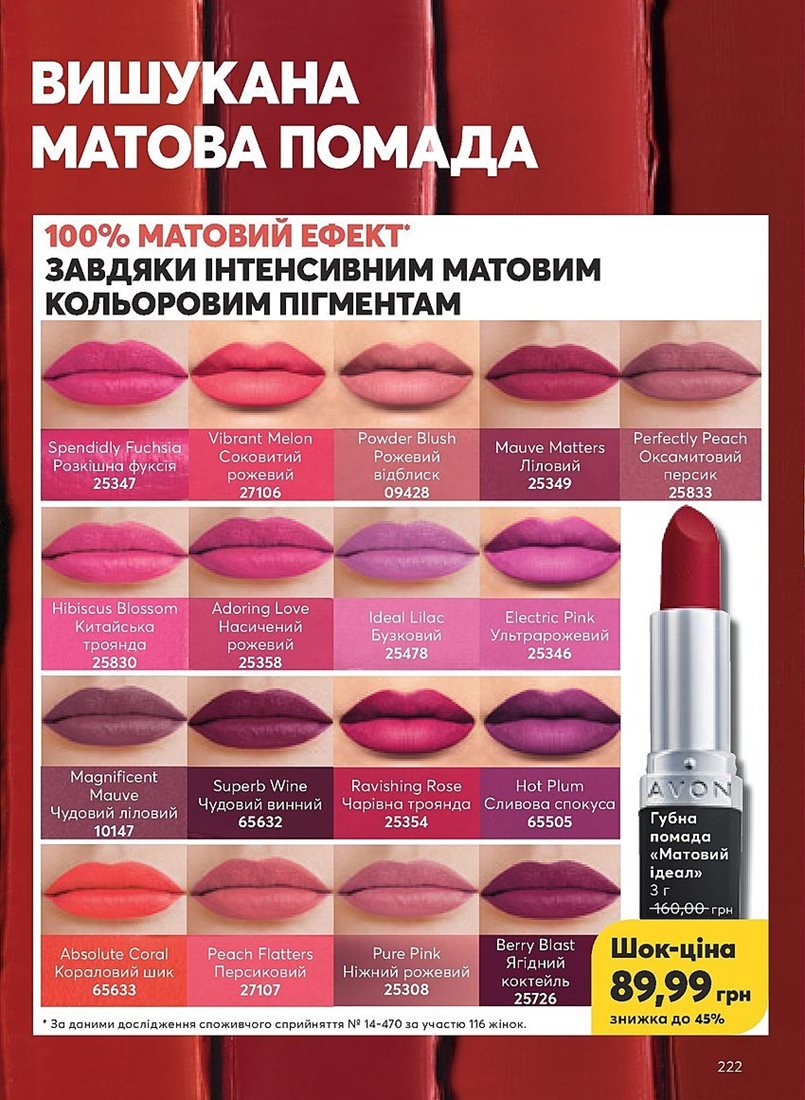 ВИШУКАНА
МАТОВА ПОМАДА
100% МАТОВИЙ ЕФЕКТ*
ЗАВДЯКИ ІНТЕНСИВНИМ МАТОВИМ
КОЛЬОРОВИМ ПІГМЕНТАМ
Spendidly Fuchsia
Розкішна фуксія
25347
Vibrant Melon
Соковитий
рожевий
27106
Powder Blush
Рожевий
відблиск
09428
Mauve Matters
Ліловий
25349
Perfectly Peach
Оксамитовий
персик
25833
Hibiscus Blossom
Китайська
троянда
25830
Adoring Love
Насичений
рожевий
25358
Ideal Lilac
Бузковий
25478
Electric Pink
Ультрарожевий
25346
Magnificent
Mauve
Чудовий ліловий
10147
Superb Wine
Чудовий винний
65632
Ravishing Rose
Чарівна троянда
25354
Hot Plum
Сливова спокуса
65505
AVON
Губна
помада
«Матовий
ідеал»
3 г
160,00 грн
Absolute Coral
Кораловий шик
65633
Peach Flatters
Персиковий
27107
Pure Pink
Ніжний рожевий
25308
Berry Blast
Ягідний
коктейль
25726
Шок-ціна
89,99 грн
знижка до 45%
* За даними дослідження споживчого сприйняття № 14-470 за участю 116 жінок.
222